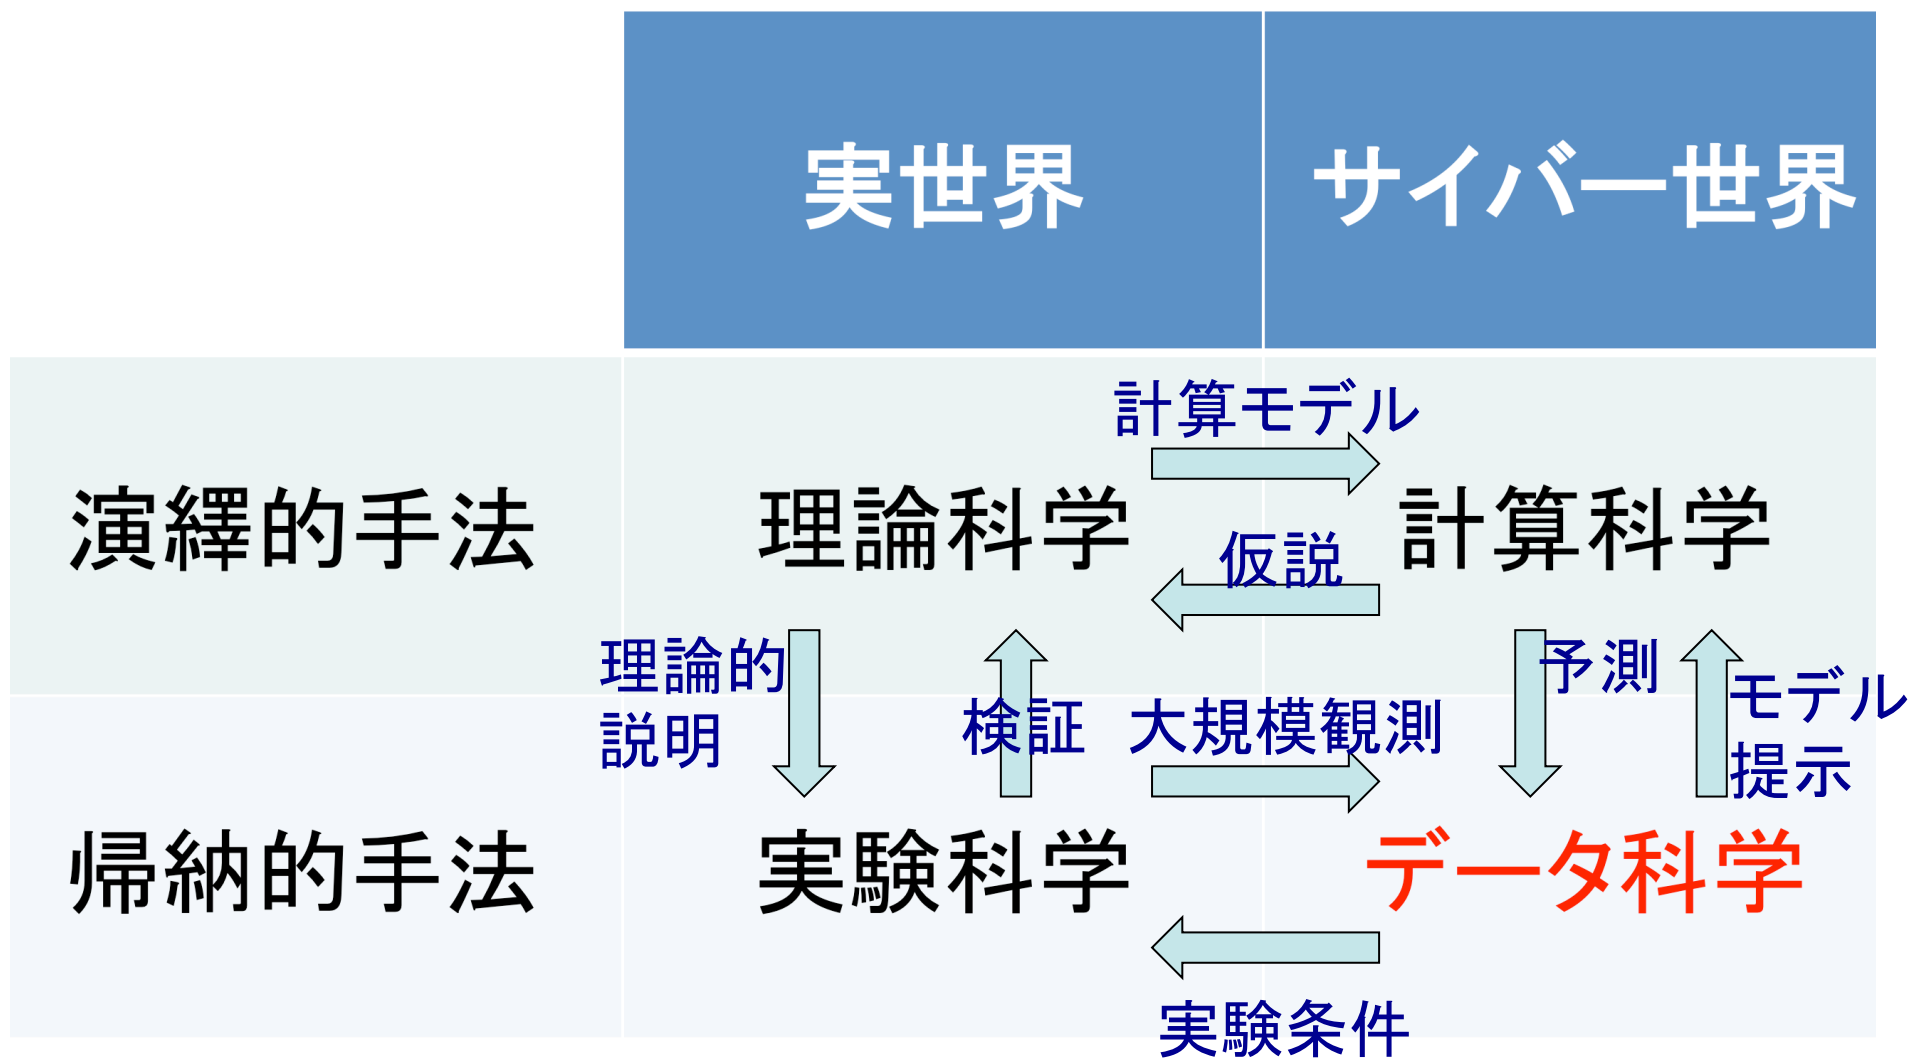 実世界
サイバー世界
計算モデル
演繹的手法
理論科学
計算科学
仮説
理論的
説明
検証
大規模観測
予測
モデル
提示
帰納的手法
実験科学
データ科学
実験条件